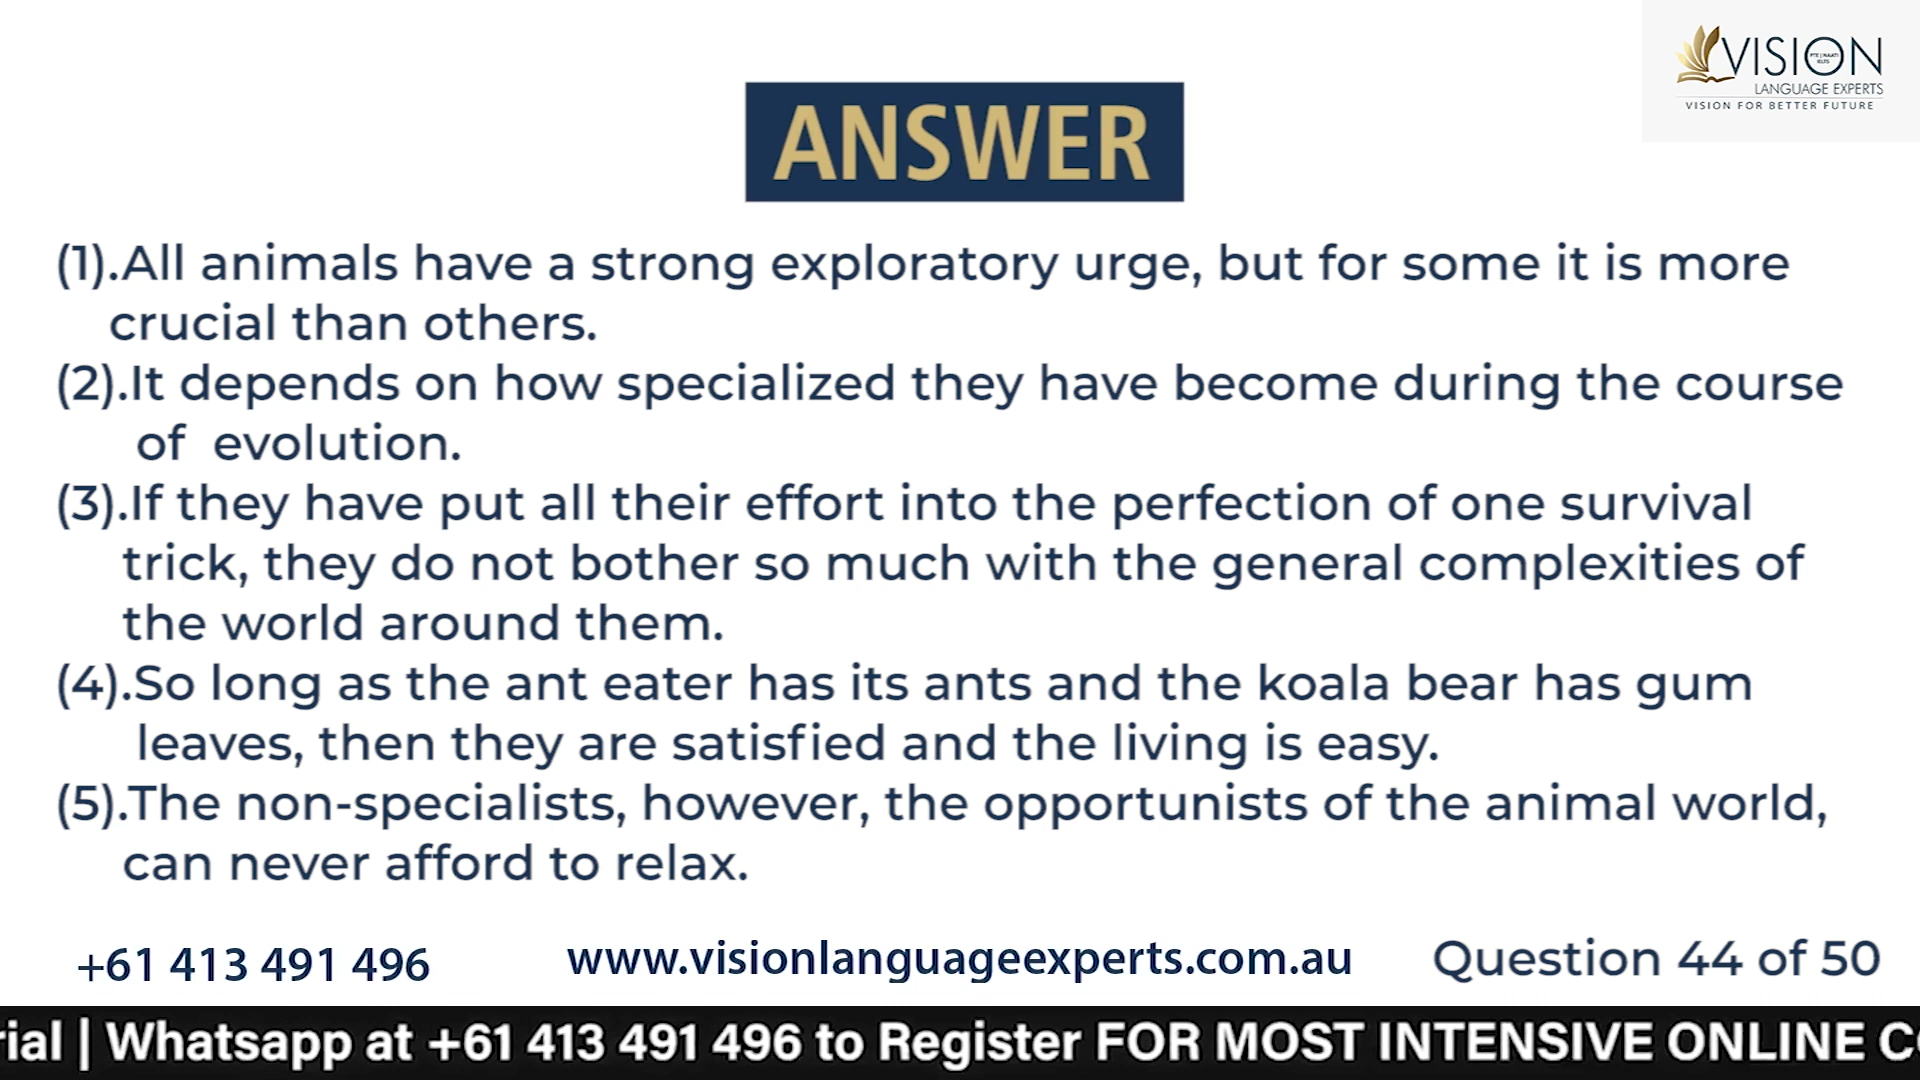 VISION
LANGUAGE EXPERTS
VISION FOR BETTER FUTURE
ANSWER
(1).All animals have a strong exploratory urge, but for some it is more
crucial than others.
(2).It depends on how specialized they have become during the course
of evolution.
(3).If they have put all their effort into the perfection of one survival
trick, they do not bother so much with the general complexities of
the world around them.
(4).So long as the ant eater has its ants and the koala bear has gum
leaves, then they are satisfied and the living is easy.
(5).The non-specialists, however, the opportunists of the animal world,
can never afford to relax.
+61 413 491 496 www.visionlanguageexperts.com.au Question 44 of 50
rial | Whatsapp at +61 413 491 496 to Register FOR MOST INTENSIVE ONLINE C